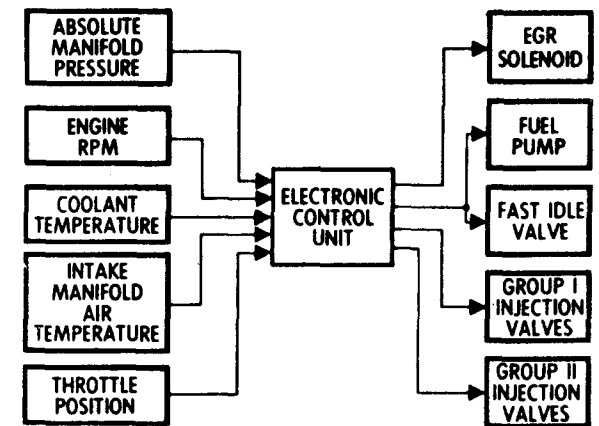 ABSOLUTE
MANIFOLD
PRESSURE
ENGINE
RPM
COOLANT
TEMPERATURE
INTAKE
MANIFOLD
AIR
TEMPERATURE
THROTTLE
POSITION
ELECTRONIC
CONTROL
UNIT
EGR
SOLENOID
FUEL
PUMP
FAST IDLE
VALVE
GROUP I
INJECTION
VALVES
GROUP II
INJECTION
VALVES